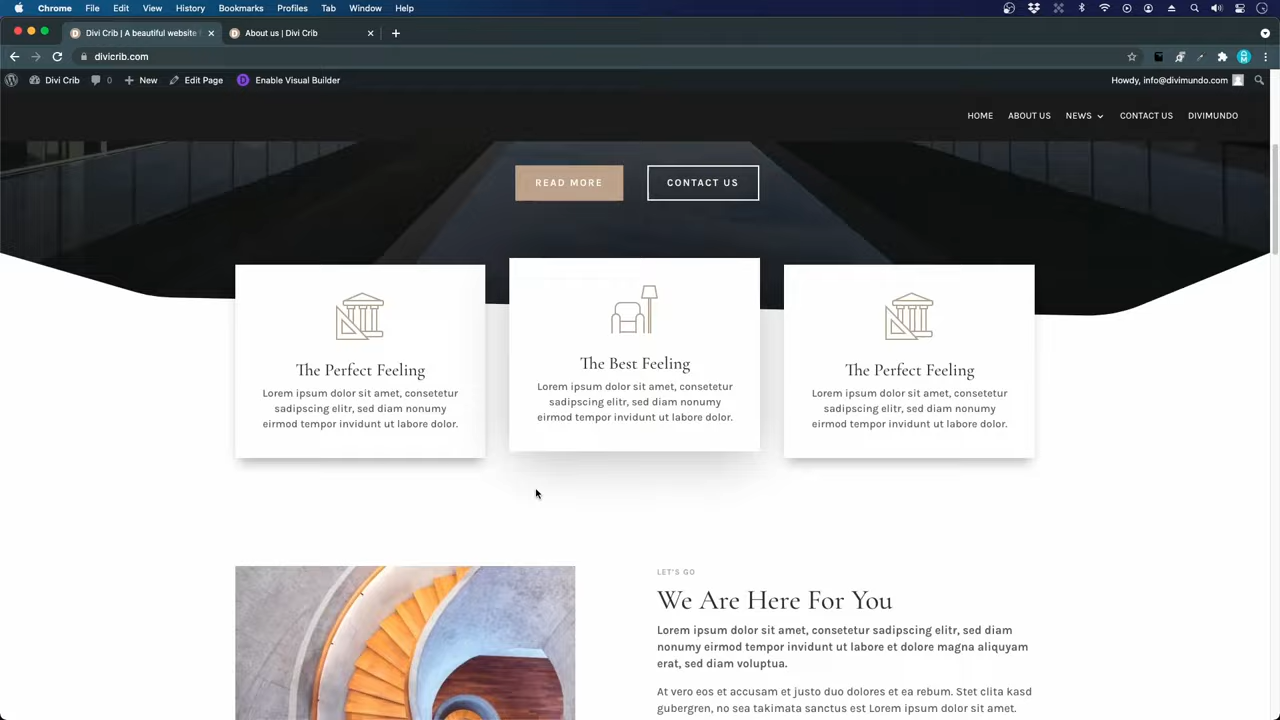 Chrome File Edit View History Bookmarks Profiles Tab Window Help
Divi Crib | A beautiful website
About us | Divi Crib
divicrib.com
Divi Crib 0 New Edit Page D Enable Visual Builder Howdy, info@divimundo.com
HOME ABOUT US NEWS CONTACT US DIVIMUNDO
READ MORE CONTACT US
The Perfect Feeling
Lorem ipsum dolor sit amet, consetetur
sadipscing elitr, sed diam nonumy
eirmod tempor invidunt ut labore dolor.
The Best Feeling
Lorem ipsum dolor sit amet, consetetur
sadipscing elitr, sed diam nonumy
eirmod tempor invidunt ut labore dolor.
The Perfect Feeling
Lorem ipsum dolor sit amet, consetetur
sadipscing elitr, sed diam nonumy
eirmod tempor invidunt ut labore dolor.
LET'S GO
We Are Here For You
Lorem ipsum dolor sit amet, consetetur sadipscing elitr, sed diam
nonumy eirmod tempor invidunt ut labore et dolore magna aliquyam
erat, sed diam voluptua.
At vero eos et accusam et justo duo dolores et ea rebum. Stet clita kasd
gubergren, no sea takimata sanctus est Lorem ipsum dolor sit amet.